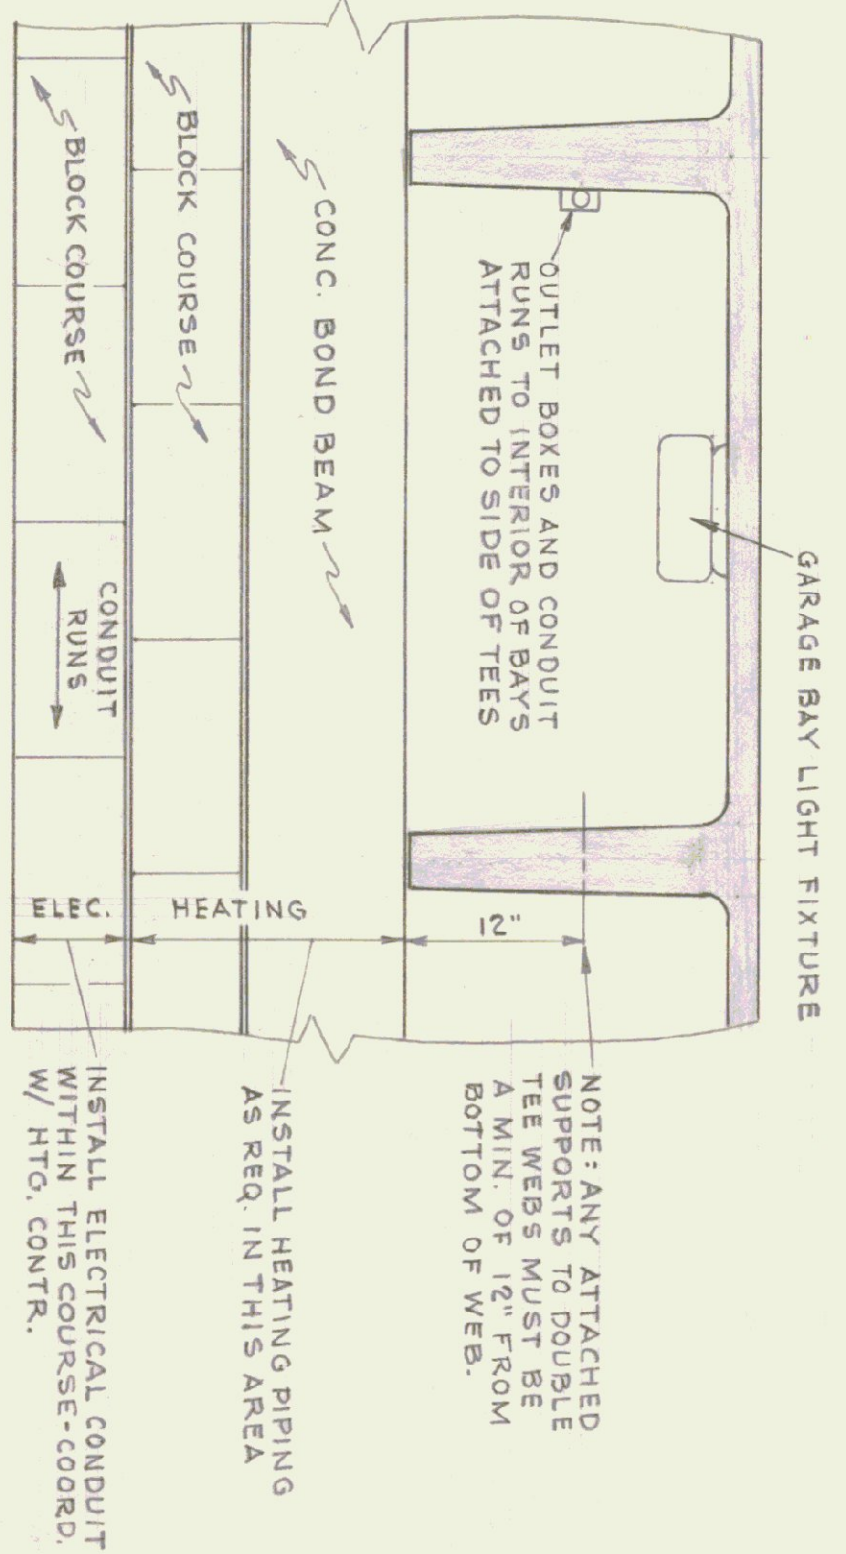 GARAGE BAY LIGHT FIXTURE
OUTLET BOXES AND CONDUIT
RUNS TO INTERIOR OF BAYS
ATTACHED TO SIDE OF TEES
12"
NOTE: ANY ATTACHED
SUPPORTS TO DOUBLE
TEE WEBS MUST BE
A MIN. OF 12" FROM
BOTTOM OF WEB.
CONC. BOND BEAM
HEATING
INSTALL HEATING PIPING
AS REQ. IN THIS AREA
BLOCK COURSE
BLOCK COURSE
CONDUIT
RUNS
ELEC.
INSTALL ELECTRICAL CONDUIT
WITHIN THIS COURSE-COORD.
W/ HTG. CONTR.